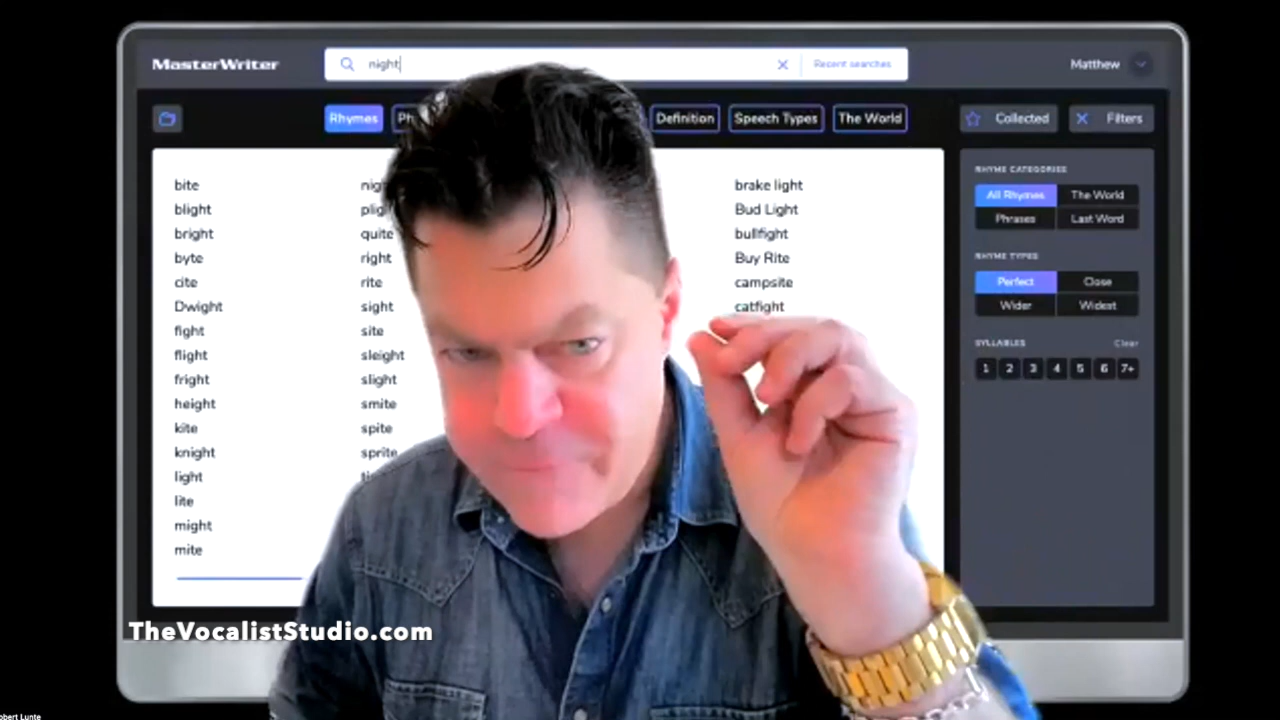 MasterWriter
night
Recent searches
Matthew
Rhymes
Definition
Speech Types
The World
Collected
Filters
bite
blight
bright
byte
cite
Dwight
fight
flight
fright
height
kite
knight
light
lite
might
mite
quite
right
rite
sight
site
sleight
slight
smite
spite
sprite
brake light
Bud Light
bullfight
Buy Rite
campsite
catfight
RHYME CATEGORIES
All Rhymes
The World
Phrases
Last Word
RHYME TYPES
Perfect
Close
Wider
Widest
SYLLABLES
Clear
1 2 3 4 5 6 7+
TheVocalistStudio.com
obert Lunte